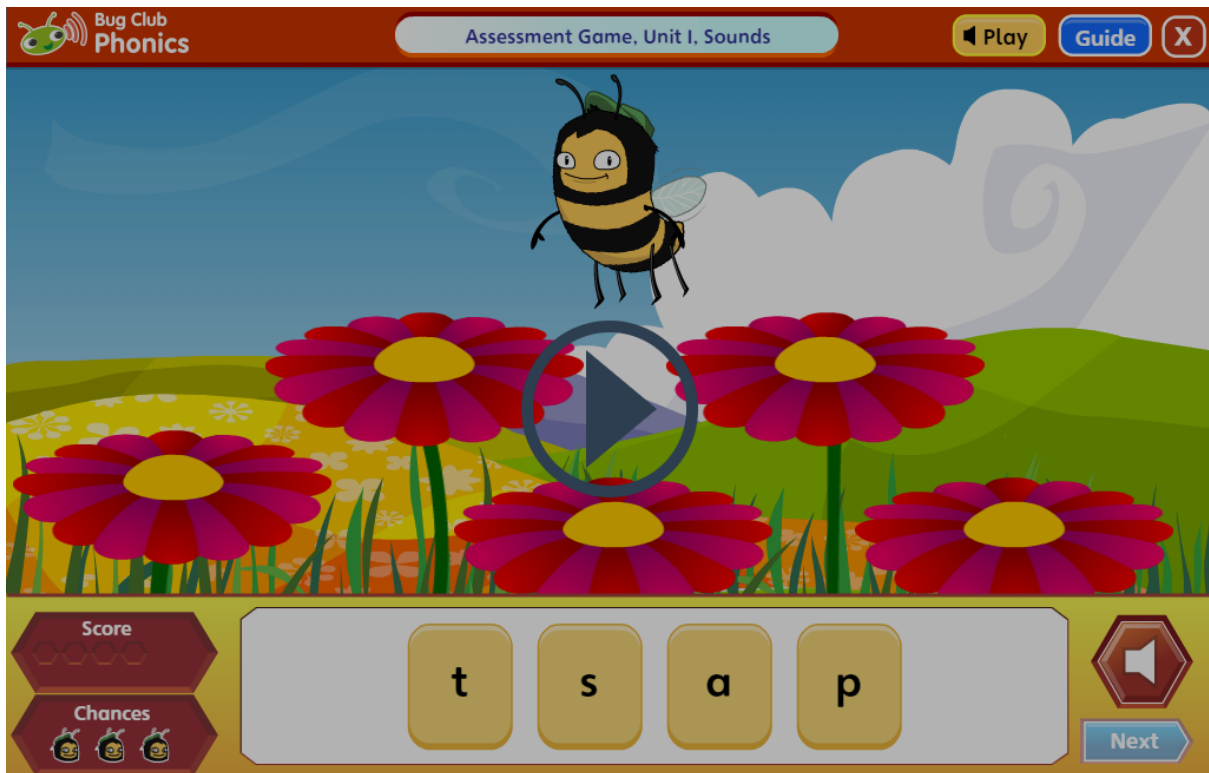 Bug Club
Phonics
Assessment Game, Unit 1, Sounds
Play
Guide
X
Score
Chances
t s a p
Next